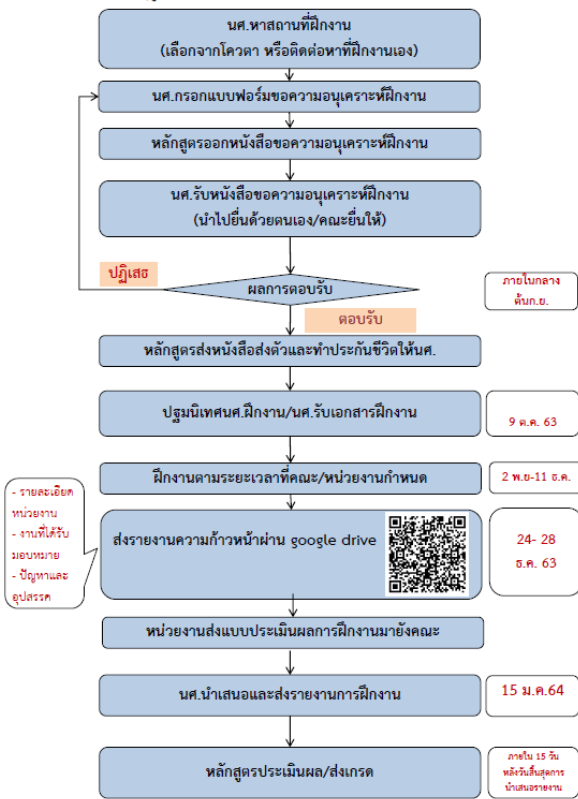 นศ.หาสถานที่ฝึกงาน
(เลือกจากโควตา หรือติดต่อหาที่ฝึกงานเอง)
นศ.กรอกแบบฟอร์มขอความอนุเคราะห์ฝึกงาน
หลักสูตรออกหนังสือขอความอนุเคราะห์ฝึกงาน
นศ.รับหนังสือขอความอนุเคราะห์ฝึกงาน
(นำไปยื่นด้วยตนเอง/คณะยื่นให้)
ปฏิเสธ
ผลการตอบรับ
ภายในกลาง
ต้นก.ย.
ตอบรับ
หลักสูตรส่งหนังสือส่งตัวและทำประกันชีวิตให้นศ.
ปฐมนิเทศนศ.ฝึกงาน/นศ.รับเอกสารฝึกงาน
9 ต.ค. 63
ฝึกงานตามระยะเวลาที่คณะ/หน่วยงานกำหนด
2 พ.ย-11 ธ.ค.
- รายละเอียด
หน่วยงาน
- งานที่ได้รับ
มอบหมาย
- ปัญหาและ
อุปสรรค
ส่งรายงานความก้าวหน้าผ่าน google drive
24- 28
ธ.ค. 63
หน่วยงานส่งแบบประเมินผลการฝึกงานมายังคณะ
นศ.นำเสนอและส่งรายงานการฝึกงาน
15 ม.ค.64
หลักสูตรประเมินผล/ส่งเกรด
ภายใน 15 วัน
หลังวันสิ้นสุดการ
นำเสนอรายงาน